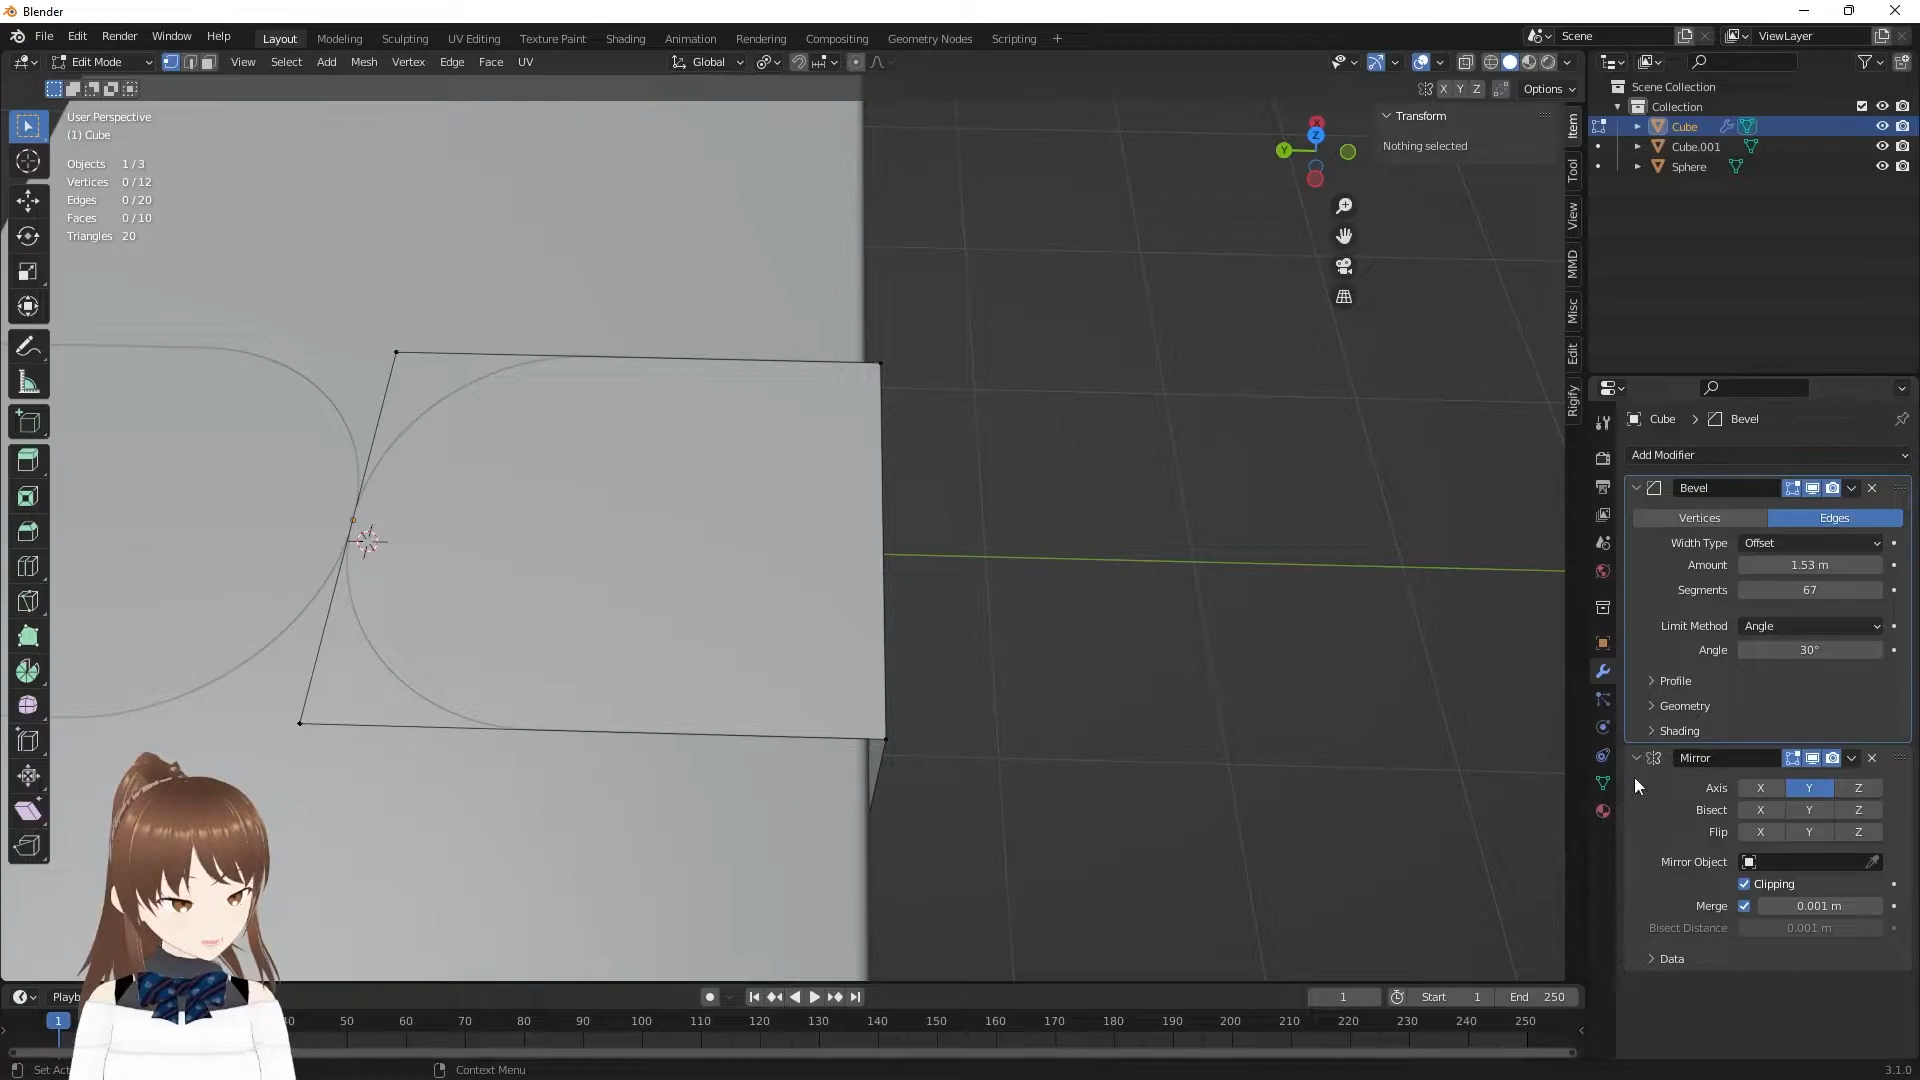 Blender
File Edit Render Window Help Layout Modeling Sculpting UV Editing Texture Paint Shading Animation Rendering Compositing Geometry Nodes Scripting + Scene ViewLayer
Edit Mode View Select Add Mesh Vertex Edge Face UV Global
X Y Z Options
User Perspective
(1) Cube
Objects 1/3
Vertices 0/12
Edges 0/20
Faces 0/10
Triangles 20
X
Z
Y
Transform
Nothing selected
Item
Tool
View
MMD
Misc
Edit
Rigify
Scene Collection
Collection
Cube
Cube.001
Sphere
Cube > Bevel
Add Modifier
Bevel
Vertices Edges
Width Type Offset
Amount 1.53 m
Segments 67
Limit Method Angle
Angle 30°
Profile
Geometry
Shading
Mirror
Axis X Y Z
Bisect X Y Z
Flip X Y Z
Mirror Object
Clipping
Merge 0.001 m
Bisect Distance 0.001 m
Data
Playb 1 Start 1 End 250
1 40 50 60 70 80 90 100 110 120 130 140 150 160 170 180 190 200 210 220 230 240 250
Set Act Context Menu 3.1.0